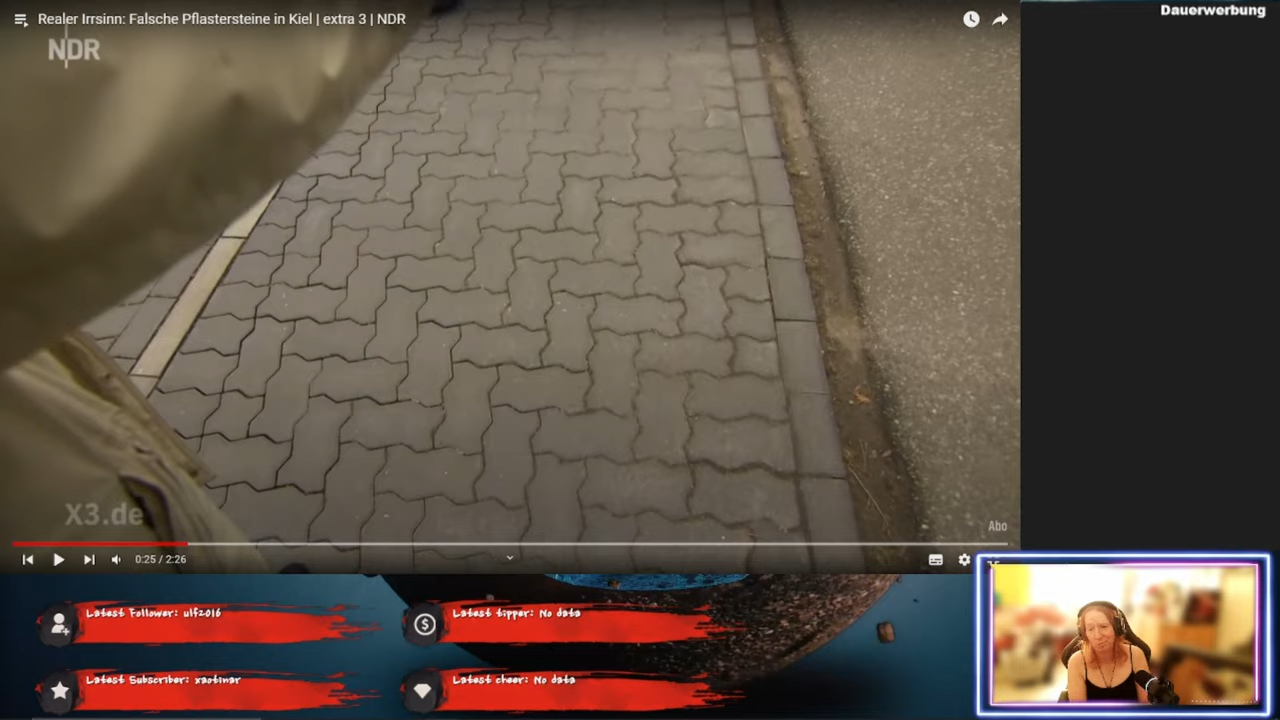 Realer Irrsinn: Falsche Pflastersteine in Kiel | extra 3 | NDR
Dauerwerbung
NDR
X3.de
Abo
0:25 / 2:26
Latest Follower: ulf2016
Latest tipper: No data
Latest Subscriber: xaotinar
Latest cheer: No data